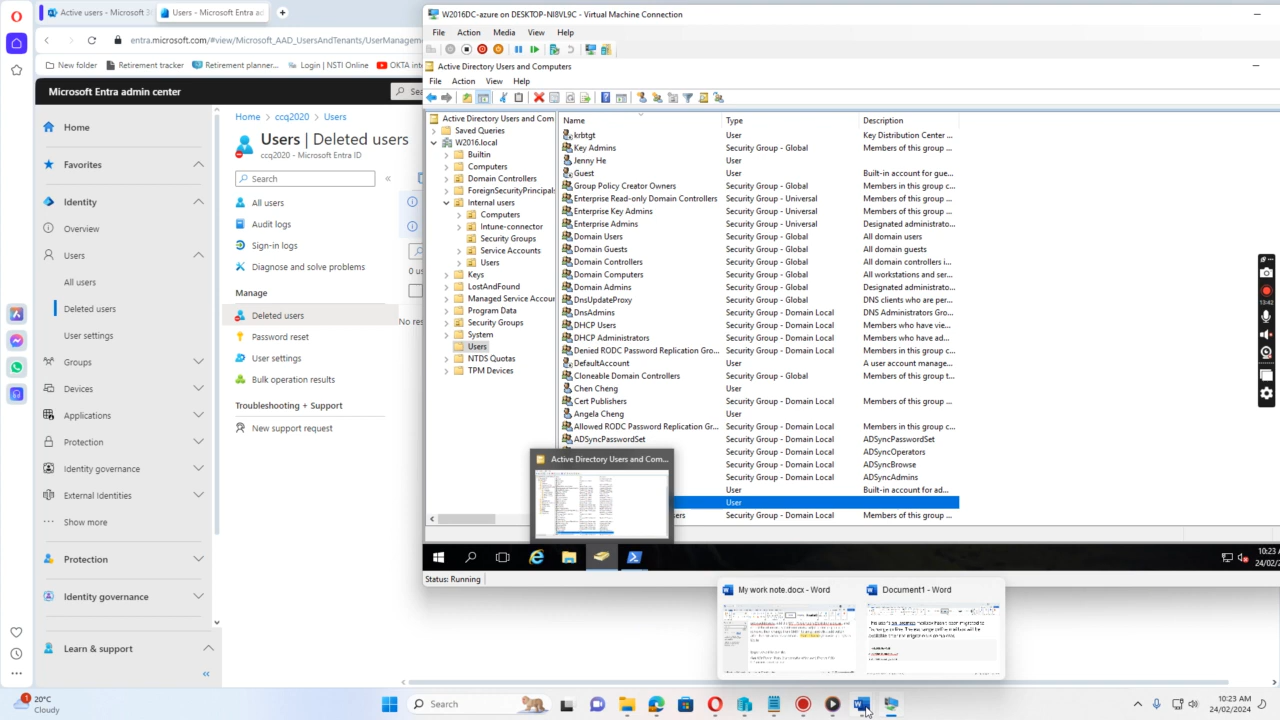 Active users - Microsoft 3
Users - Microsoft Entra ad
entra.microsoft.com/#view/Microsoft_AAD_UsersAndTenants/UserManageme
New folder
Retirement tracker
Retirement planner...
Login | NSTI Online
OKTA int
Microsoft Entra admin center
Home
Favorites
Identity
Overview
Users
All users
Deleted users
User settings
Groups
Devices
Applications
Protection
Identity governance
External identities
Show more
Protection
Identity governance
Learn & support
Home > ccq2020 > Users
Users | Deleted users
ccq2020 - Microsoft Entra ID
Search
All users
Audit logs
Sign-in logs
Diagnose and solve problems
Manage
Deleted users
Password reset
User settings
Bulk operation results
Troubleshooting + Support
New support request
0 us
No res
W2016DC-azure on DESKTOP-NI8VL9C - Virtual Machine Connection
File Action Media View Help
Active Directory Users and Computers
File Action View Help
Active Directory Users and Com
Saved Queries
W2016.local
Builtin
Computers
Domain Controllers
ForeignSecurityPrincipals
Internal users
Computers
Intune-connector
Security Groups
Service Accounts
Users
Keys
LostAndFound
Managed Service Accour
Program Data
Security Groups
System
Users
NTDS Quotas
TPM Devices
Name Type Description
krbtgt User Key Distribution Center ...
Key Admins Security Group - Global Members of this group ...
Jenny He User
Guest User Built-in account for gue...
Group Policy Creator Owners Security Group - Global Members in this group c...
Enterprise Read-only Domain Controllers Security Group - Universal Members of this group ...
Enterprise Key Admins Security Group - Universal Members of this group ...
Enterprise Admins Security Group - Universal Designated administrato...
Domain Users Security Group - Global All domain users
Domain Guests Security Group - Global All domain guests
Domain Controllers Security Group - Global All domain controllers i...
Domain Computers Security Group - Global All workstations and ser...
Domain Admins Security Group - Global Designated administrato...
DnsUpdateProxy Security Group - Global DNS clients who are per...
DnsAdmins Security Group - Domain Local DNS Administrators Gro...
DHCP Users Security Group - Domain Local Members who have vie...
DHCP Administrators Security Group - Domain Local Members who have ad...
Denied RODC Password Replication Gro... Security Group - Domain Local Members in this group c...
DefaultAccount User A user account manage...
Cloneable Domain Controllers Security Group - Global Members of this group t...
Chen Cheng User
Cert Publishers Security Group - Domain Local Members of this group ...
Angela Cheng User
Allowed RODC Password Replication Gr... Security Group - Domain Local Members in this group c...
ADSyncPasswordSet Security Group - Domain Local ADSyncPasswordSet
Security Group - Domain Local ADSyncOperators
Security Group - Domain Local ADSyncBrowse
Security Group - Domain Local ADSyncAdmins
User Built-in account for ad...
User
sers Security Group - Domain Local Members of this group ...
Active Directory Users and Com...
10:23
24/02/
Status: Running
My work note.docx - Word
Document1 - Word
13:42
20°C
Cloudy
Search
10:23 AM
24/02/2024